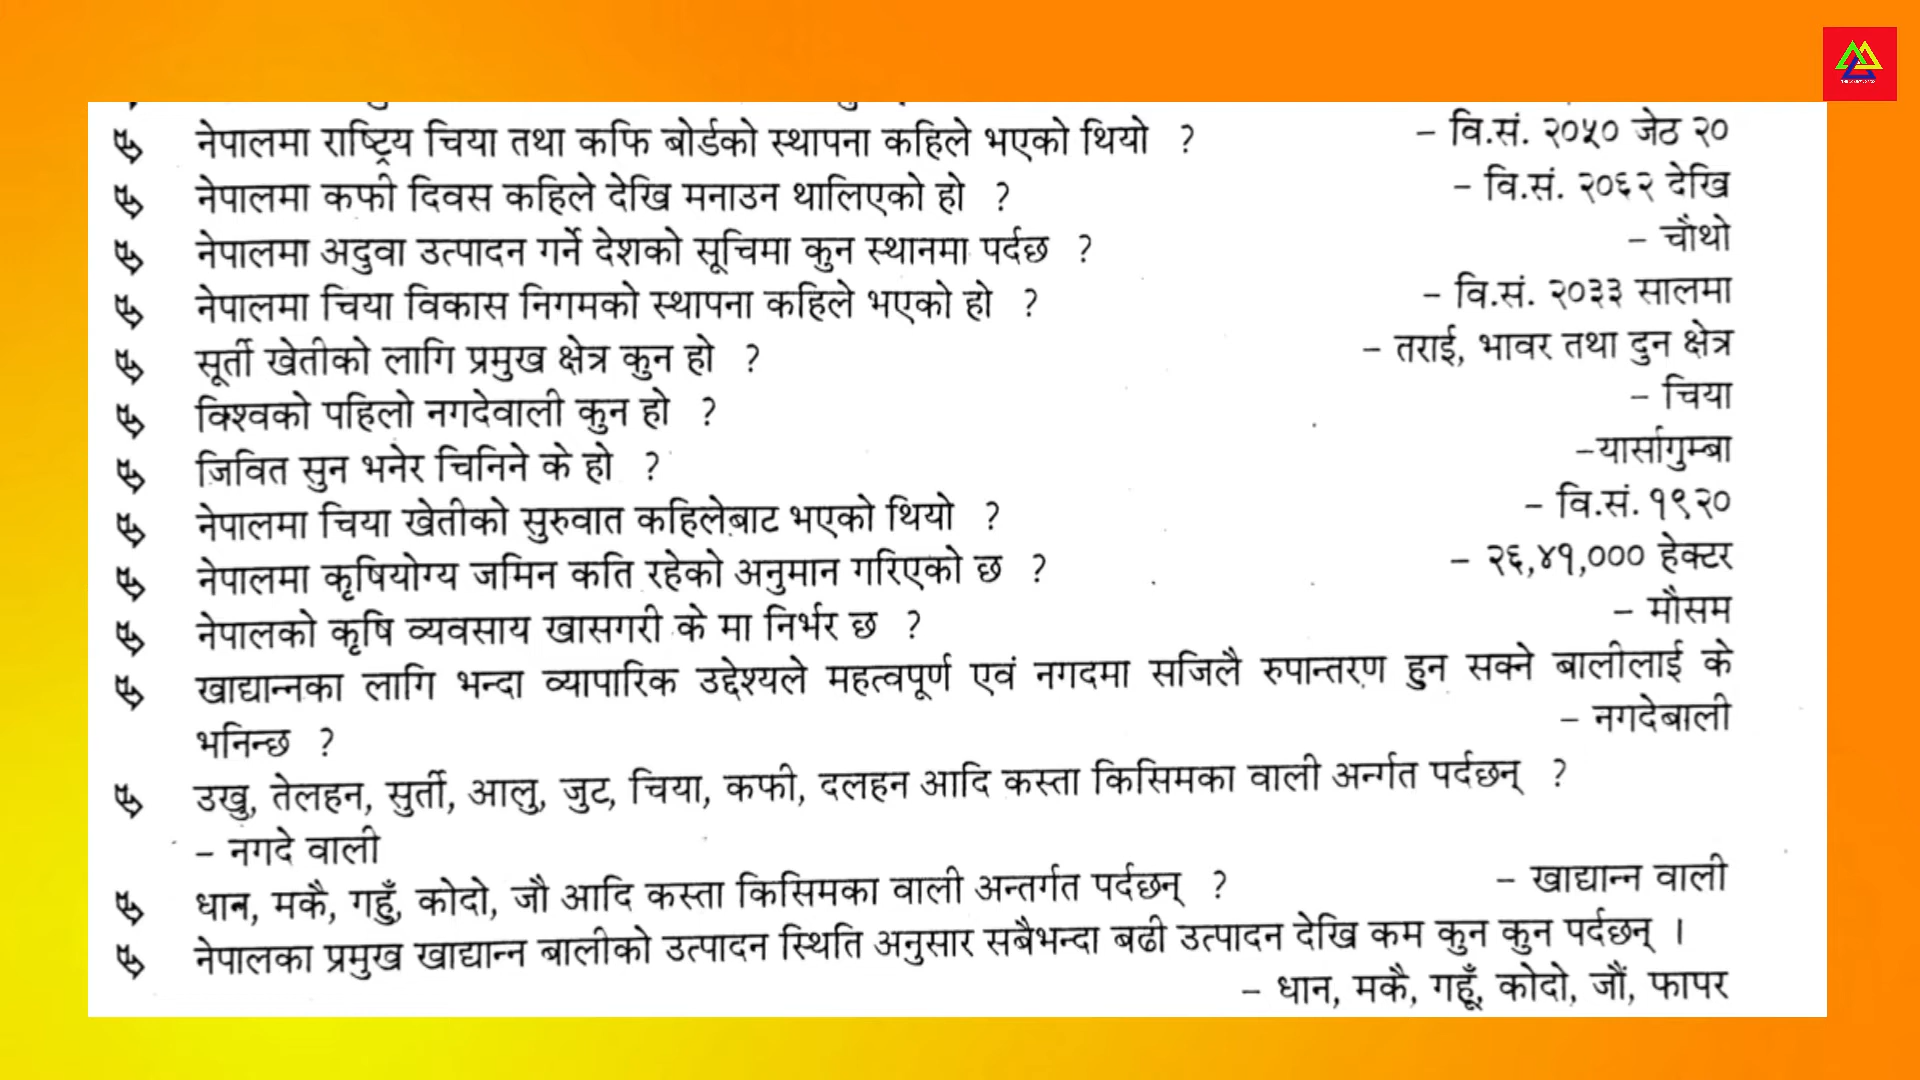 नेपालमा राष्ट्रिय चिया तथा कफि बोर्डको स्थापना कहिले भएको थियो ? – वि.सं. २०५० जेठ २०
नेपालमा कफी दिवस कहिले देखि मनाउन थालिएको हो ? – वि.सं. २०६२ देखि
नेपालमा अदुवा उत्पादन गर्ने देशको सूचिमा कुन स्थानमा पर्दछ ? – चौथो
नेपालमा चिया विकास निगमको स्थापना कहिले भएको हो ? – वि.सं. २०३३ सालमा
सूर्ती खेतीको लागि प्रमुख क्षेत्र कुन हो ? – तराई, भावर तथा दुन क्षेत्र
विश्वको पहिलो नगदेवाली कुन हो ? – चिया
जिवित सुन भनेर चिनिने के हो ? –यार्सागुम्बा
नेपालमा चिया खेतीको सुरुवात कहिलेबाट भएको थियो ? – वि.सं. १९२०
नेपालमा कृषियोग्य जमिन कति रहेको अनुमान गरिएको छ ? – २६,४१,००० हेक्टर
नेपालको कृषि व्यवसाय खासगरी के मा निर्भर छ ? – मौसम
खाद्यान्नका लागि भन्दा व्यापारिक उद्देश्यले महत्वपूर्ण एवं नगदमा सजिलै रुपान्तरण हुन सक्ने बालीलाई के
भनिन्छ ? – नगदेबाली
उखु, तेलहन, सुर्ती, आलु, जुट, चिया, कफी, दलहन आदि कस्ता किसिमका वाली अर्न्गत पर्दछन् ?
– नगदे वाली
धान, मकै, गहुँ, कोदो, जौ आदि कस्ता किसिमका वाली अन्तर्गत पर्दछन् ? – खाद्यान्न वाली
नेपालका प्रमुख खाद्यान्न बालीको उत्पादन स्थिति अनुसार सबैभन्दा बढी उत्पादन देखि कम कुन कुन पर्दछन् ।
– धान, मकै, गहूँ, कोदो, जौं, फापर